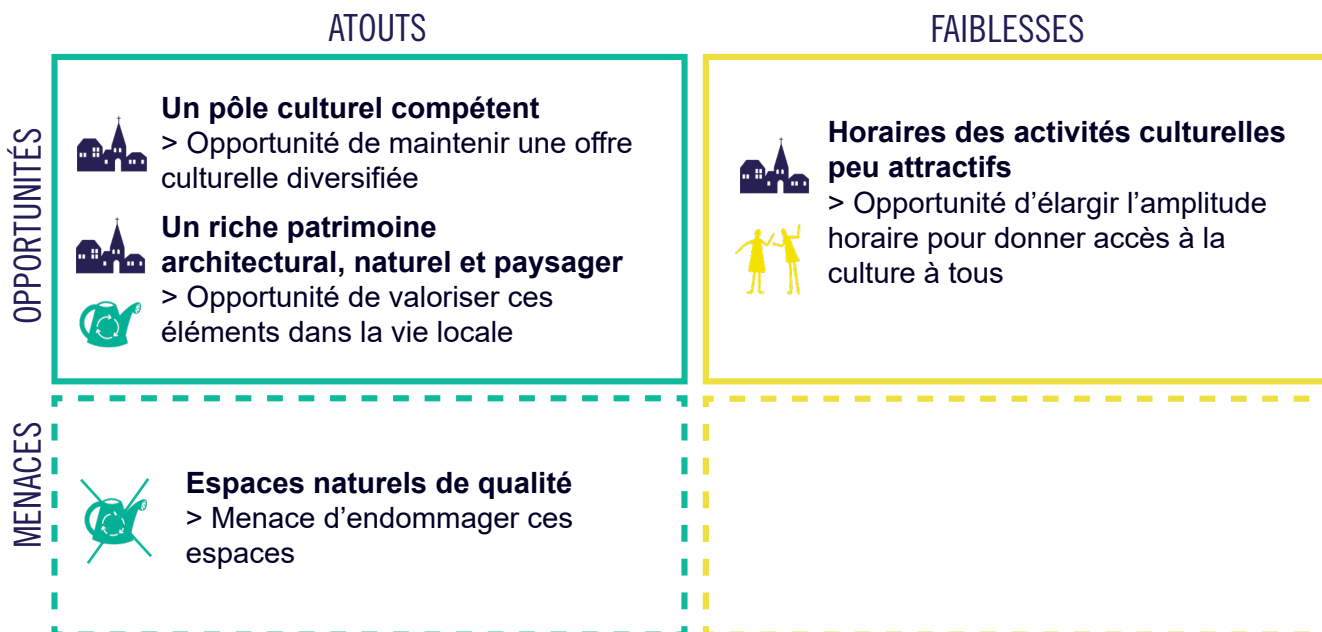 ATOUTS
FAIBLESSES
OPPORTUNITÉS
Un pôle culturel compétent
> Opportunité de maintenir une offre
culturelle diversifiée
Un riche patrimoine
architectural, naturel et paysager
> Opportunité de valoriser ces
éléments dans la vie locale
Horaires des activités culturelles
peu attractifs
> Opportunité d’élargir l’amplitude
horaire pour donner accès à la
culture à tous
MENACES
Espaces naturels de qualité
> Menace d’endommager ces
espaces